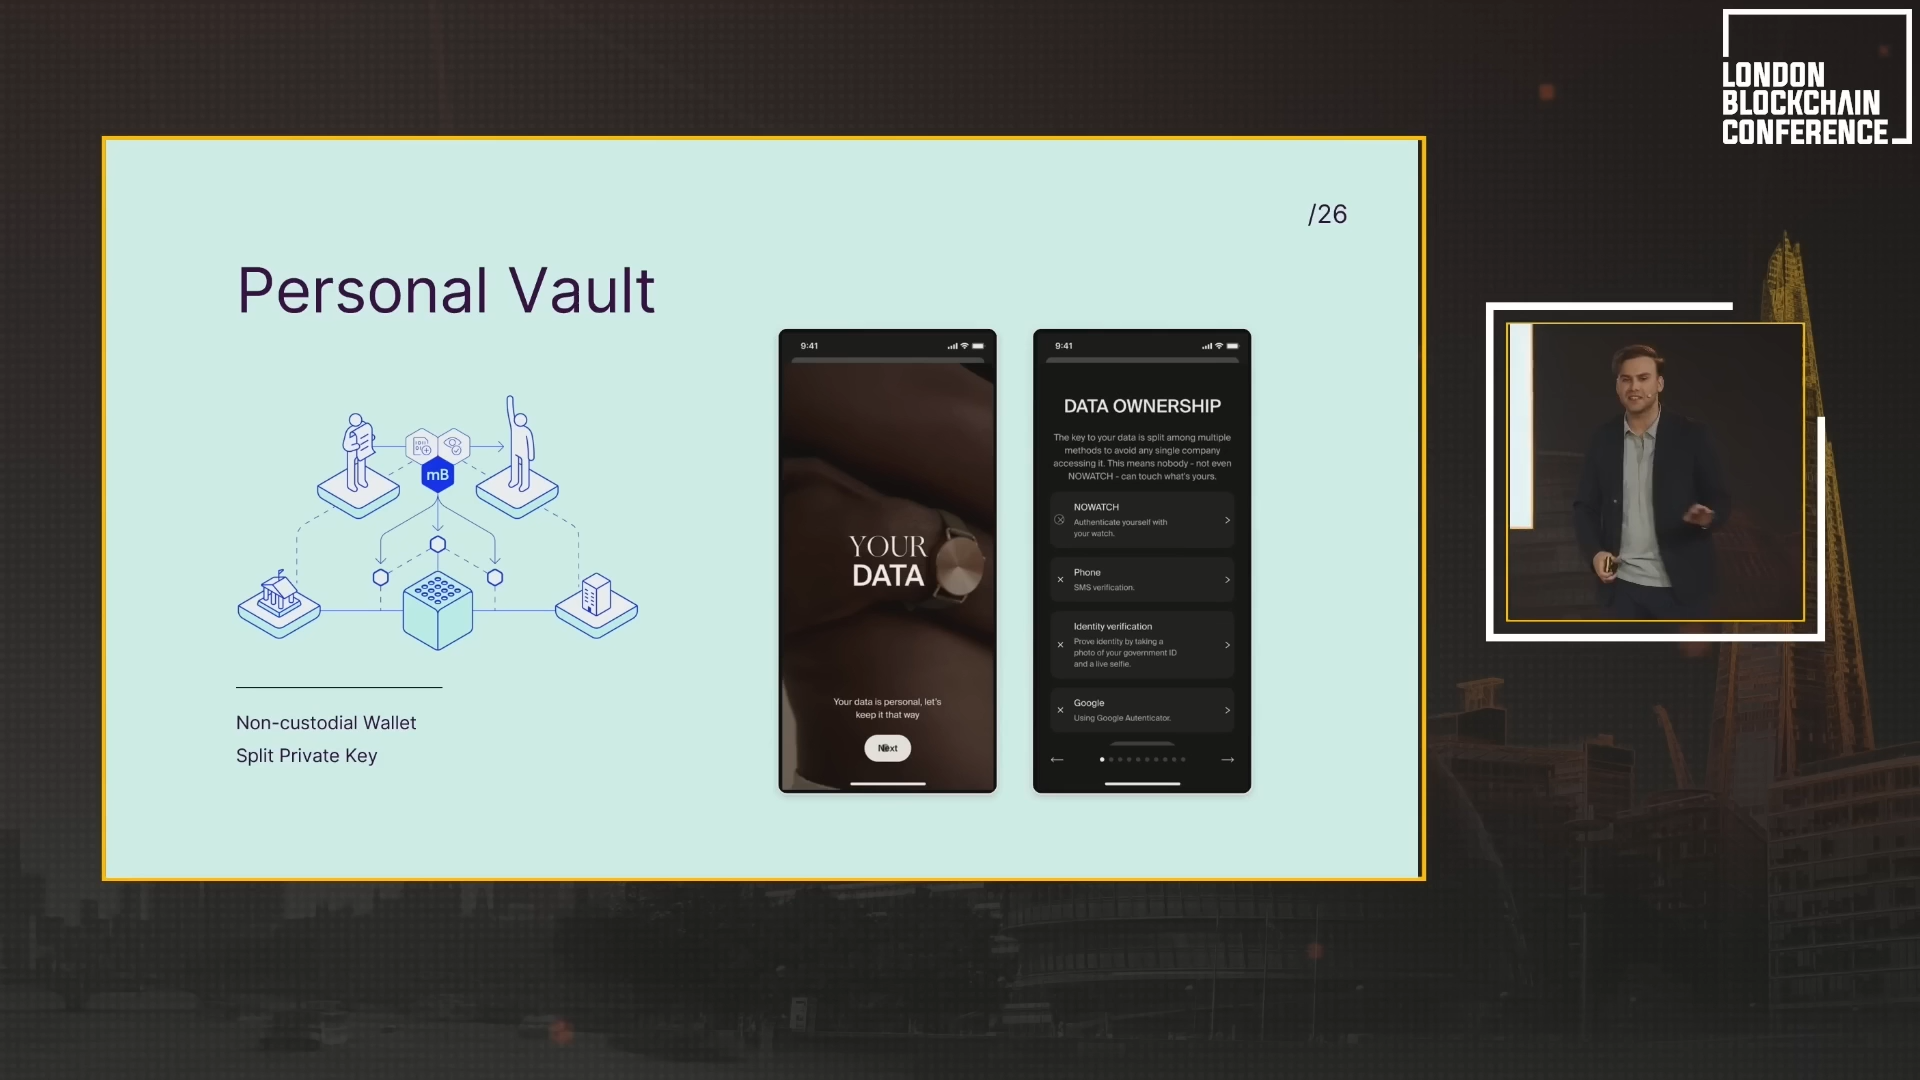 LONDON
BLOCKCHAIN
CONFERENCE
/26
Personal Vault
mB
Non-custodial Wallet
Split Private Key
9:41
YOUR
DATA
Your data is personal, let's
keep it that way
Next
9:41
DATA OWNERSHIP
The key to your data is split among multiple
methods to avoid any single company
accessing it. This means nobody - not even
NOWATCH - can touch what's yours.
NOWATCH
Authenticate yourself with
your watch.
Phone
SMS verification.
Identity verification
Prove identity by taking a
photo of your government ID
and a live selfie.
Google
Using Google Autenticator.